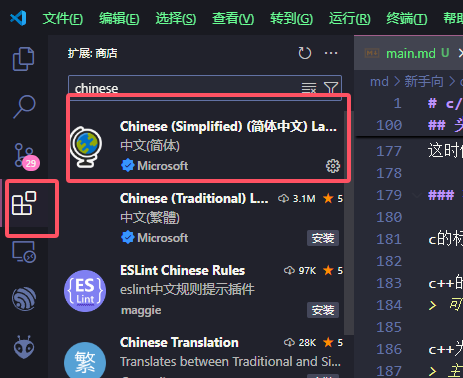 文件(F) 编辑(E) 选择(S) 查看(V) 转到(G) 运行(R) 终端(T) 帮助
扩展: 商店
chinese
Chinese (Simplified) (简体中文) La...
中文(简体)
Microsoft
Chinese (Traditional) L... 3.1M 5
中文(繁體)
Microsoft 安装
ESLint Chinese Rules 97K 5
eslint中文规则提示插件
maggie 安装
ES
Lint
Chinese Translation 28K 5
Translates between Traditional and Si...
繁
29
main.md
md > 新手向 >
1 # c/
100 ##
177 这时
178
179 ###
180
181 c的标
182
183 c++的
184 > 可
185
186 c++为
187 > 主